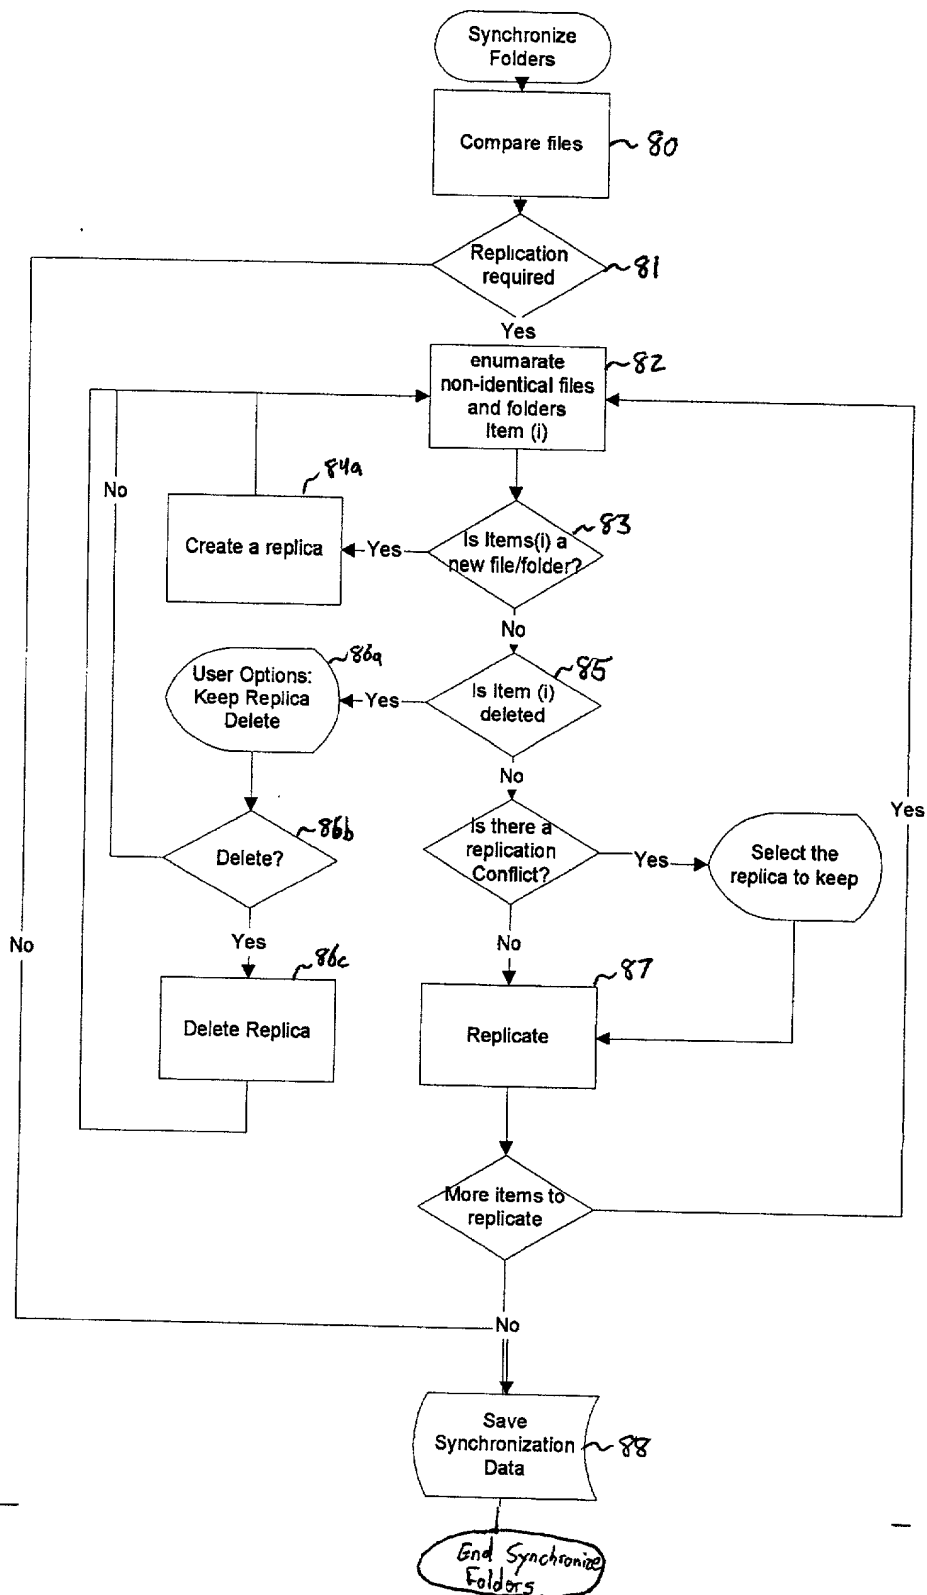 Synchronize
Folders
Compare files
80
Replication
required
81
Yes
enumarate
non-identical files
and folders
Item (i)
82
No
84a
Create a replica
Yes
Is Items(i) a
new file/folder?
83
No
86a
User Options:
Keep Replica
Delete
Yes
Is Item (i)
deleted
85
No
Yes
Delete?
86b
Is there a
replication
Conflict?
Yes
Select the
replica to keep
No
Yes
No
86c
Delete Replica
87
Replicate
More items to
replicate
No
Save
Synchronization
Data
88
End Synchronize
Folders